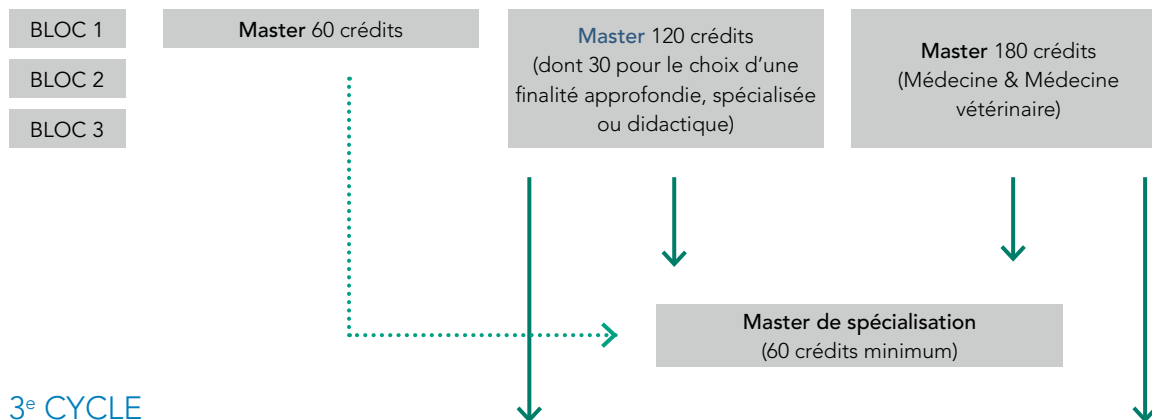 BLOC 1
BLOC 2
BLOC 3
Master 60 crédits
Master 120 crédits
(dont 30 pour le choix d’une
finalité approfondie, spécialisée
ou didactique)
Master 180 crédits
(Médecine & Médecine
vétérinaire)
Master de spécialisation
(60 crédits minimum)
3e CYCLE